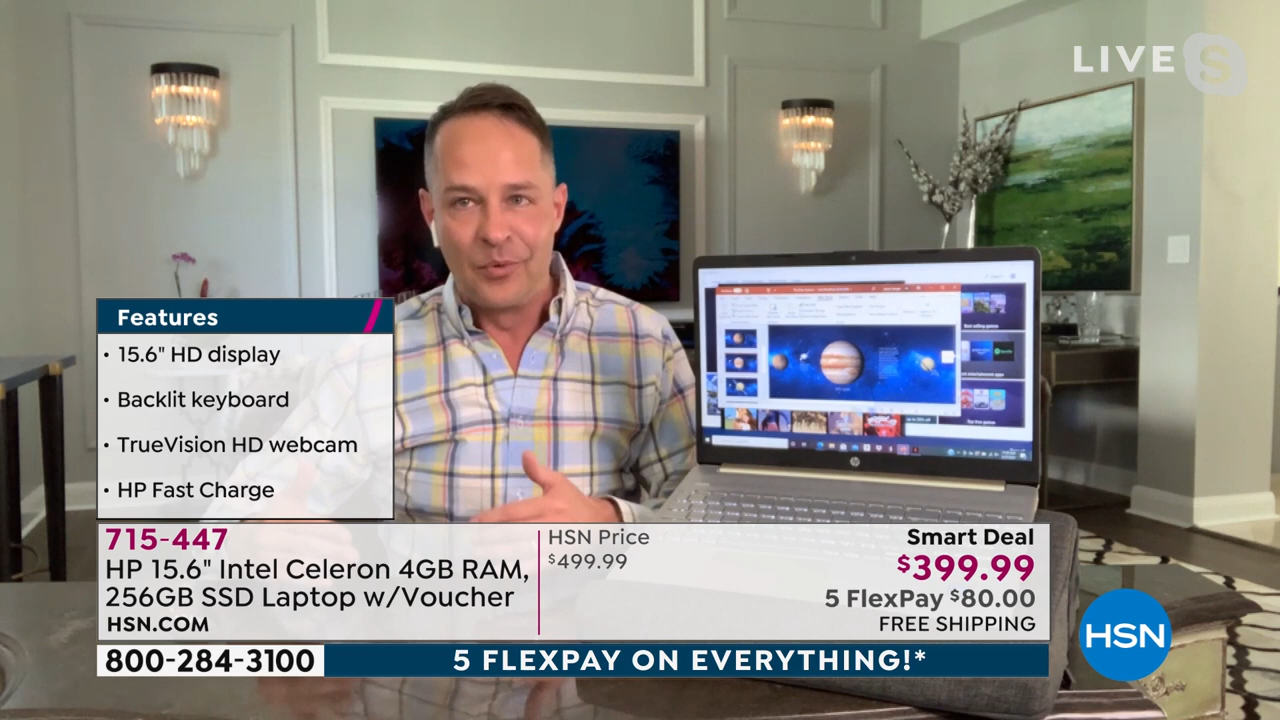 LIVE S
Features
· 15.6" HD display
· Backlit keyboard
· TrueVision HD webcam
· HP Fast Charge
715-447
HP 15.6" Intel Celeron 4GB RAM,
256GB SSD Laptop w/Voucher
HSN.COM
HSN Price
$499.99
Smart Deal
$399.99
5 FlexPay $80.00
FREE SHIPPING
800-284-3100
5 FLEXPAY ON EVERYTHING!*
HSN
hp